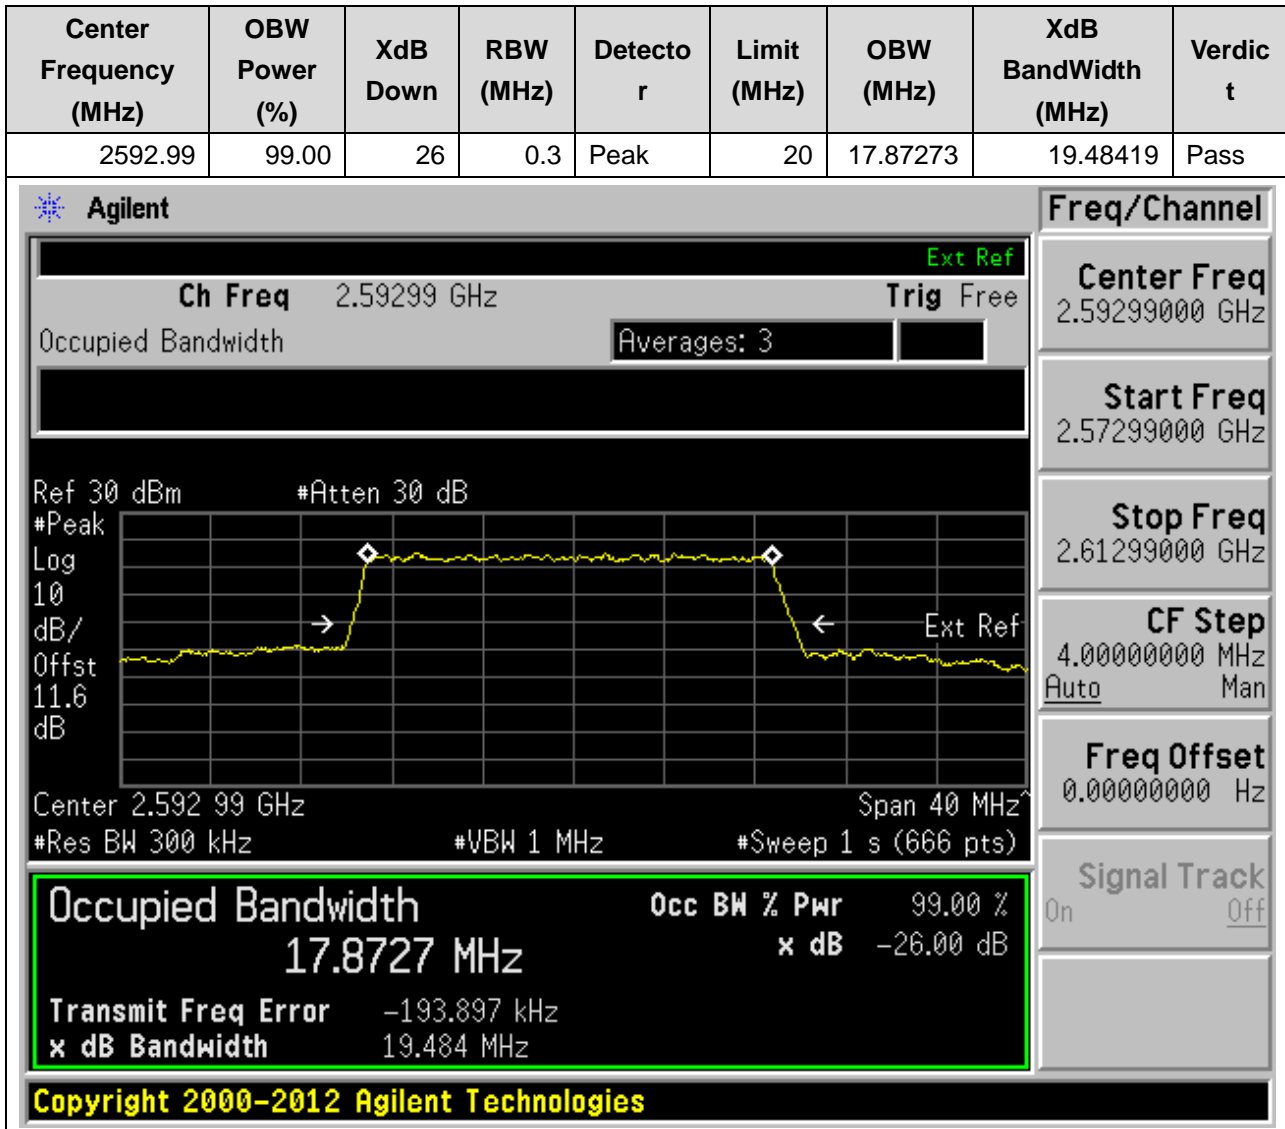 Center Frequency (MHz) OBW Power (%) XdB Down RBW (MHz) Detecto r Limit (MHz) OBW (MHz) XdB BandWidth (MHz) Verdic t
2592.99 99.00 26 0.3 Peak 20 17.87273 19.48419 Pass
Agilent
Freq/Channel
Ext Ref
Ch Freq 2.59299 GHz Trig Free
Occupied Bandwidth Averages: 3
Ref 30 dBm #Atten 30 dB
#Peak
Log
10
dB/
Offst
11.6
dB
Ext Ref
Center 2.592 99 GHz Span 40 MHz^
#Res BW 300 kHz #VBW 1 MHz #Sweep 1 s (666 pts)
Occupied Bandwidth
17.8727 MHz
Occ BW % Pwr 99.00 %
x dB -26.00 dB
Transmit Freq Error -193.897 kHz
x dB Bandwidth 19.484 MHz
Center Freq
2.59299000 GHz
Start Freq
2.57299000 GHz
Stop Freq
2.61299000 GHz
CF Step
4.00000000 MHz
Auto Man
Freq Offset
0.00000000 Hz
Signal Track
On Off
Copyright 2000-2012 Agilent Technologies